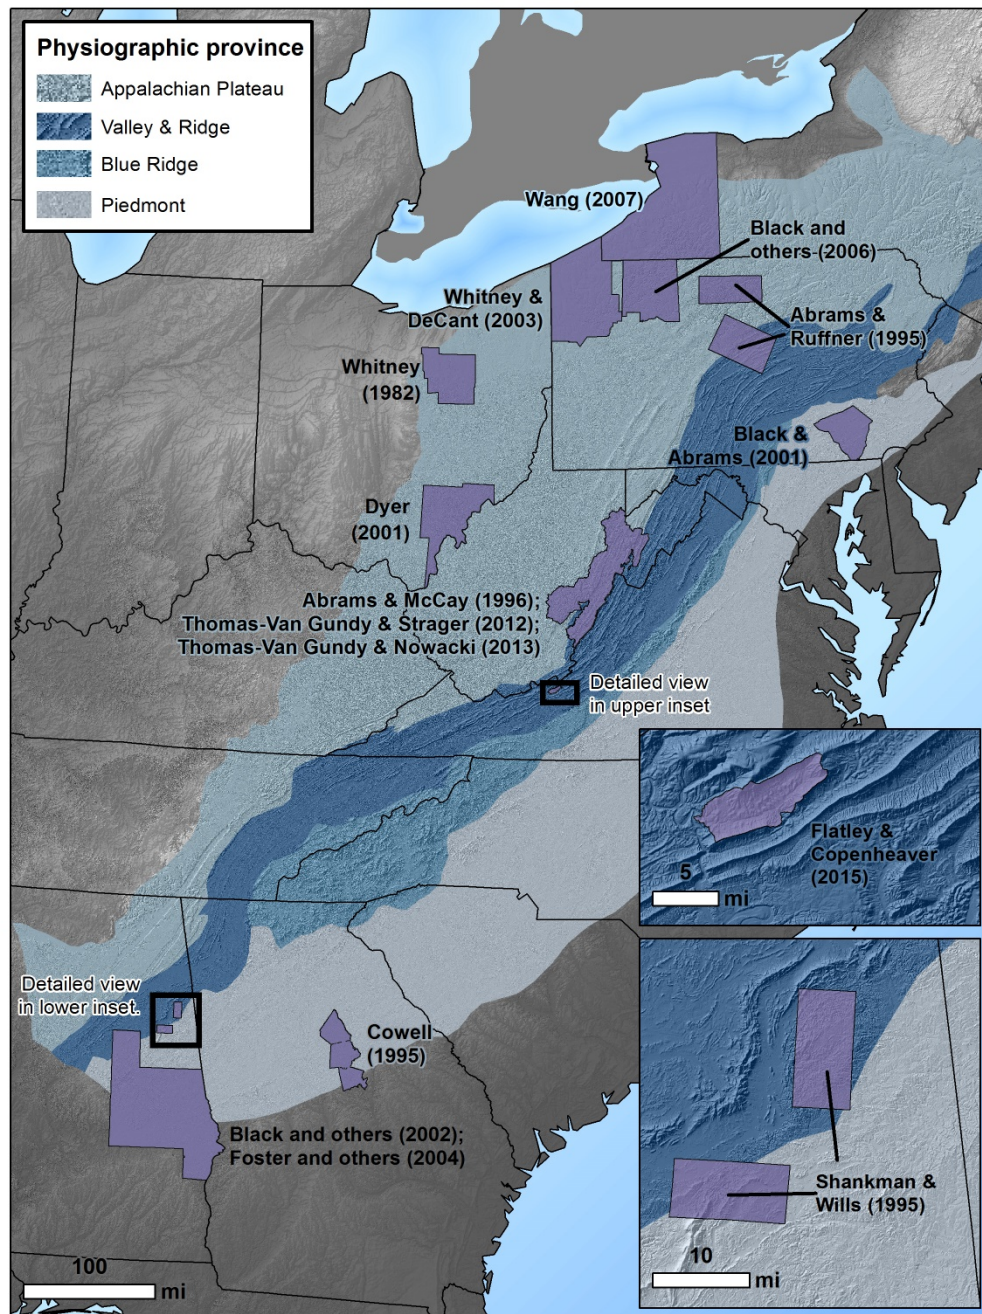 Physiographic province
Appalachian Plateau
Valley & Ridge
Blue Ridge
Piedmont
Wang (2007)
Black and
others (2006)
Whitney &
DeCant (2003)
Abrams &
Ruffner (1995)
Whitney
(1982)
Black &
Abrams (2001)
Dyer
(2001)
Abrams & McCay (1996);
Thomas-Van Gundy & Strager (2012);
Thomas-Van Gundy & Nowacki (2013)
Detailed view
in upper inset
Flatley &
Copenheaver
(2015)
5
mi
Detailed view
in lower inset.
Cowell
(1995)
Black and others (2002);
Foster and others (2004)
Shankman &
Wills (1995)
10
mi
100
mi